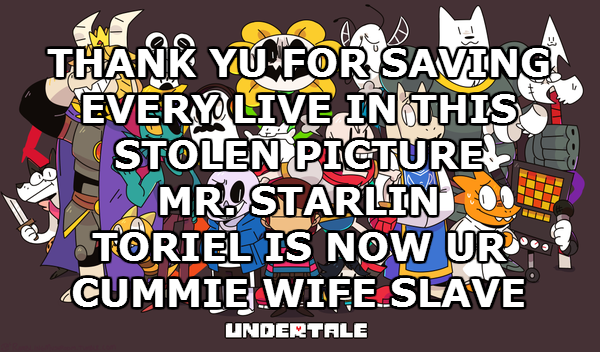 THANK YU FOR SAVING
EVERY LIVE IN THIS
STOLEN PICTURE
MR. STARLIN
TORIEL IS NOW UR
CUMMIE WIFE SLAVE
UNDERTALE